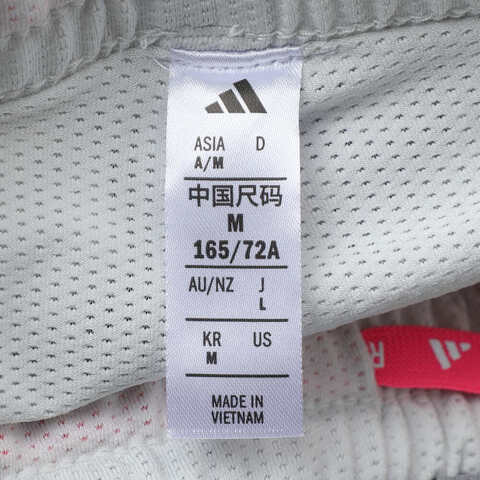 ASIA D
A/M
中国尺码
M
165/72A
AU/NZ J
L
KR US
M
MADE IN
VIETNAM
R